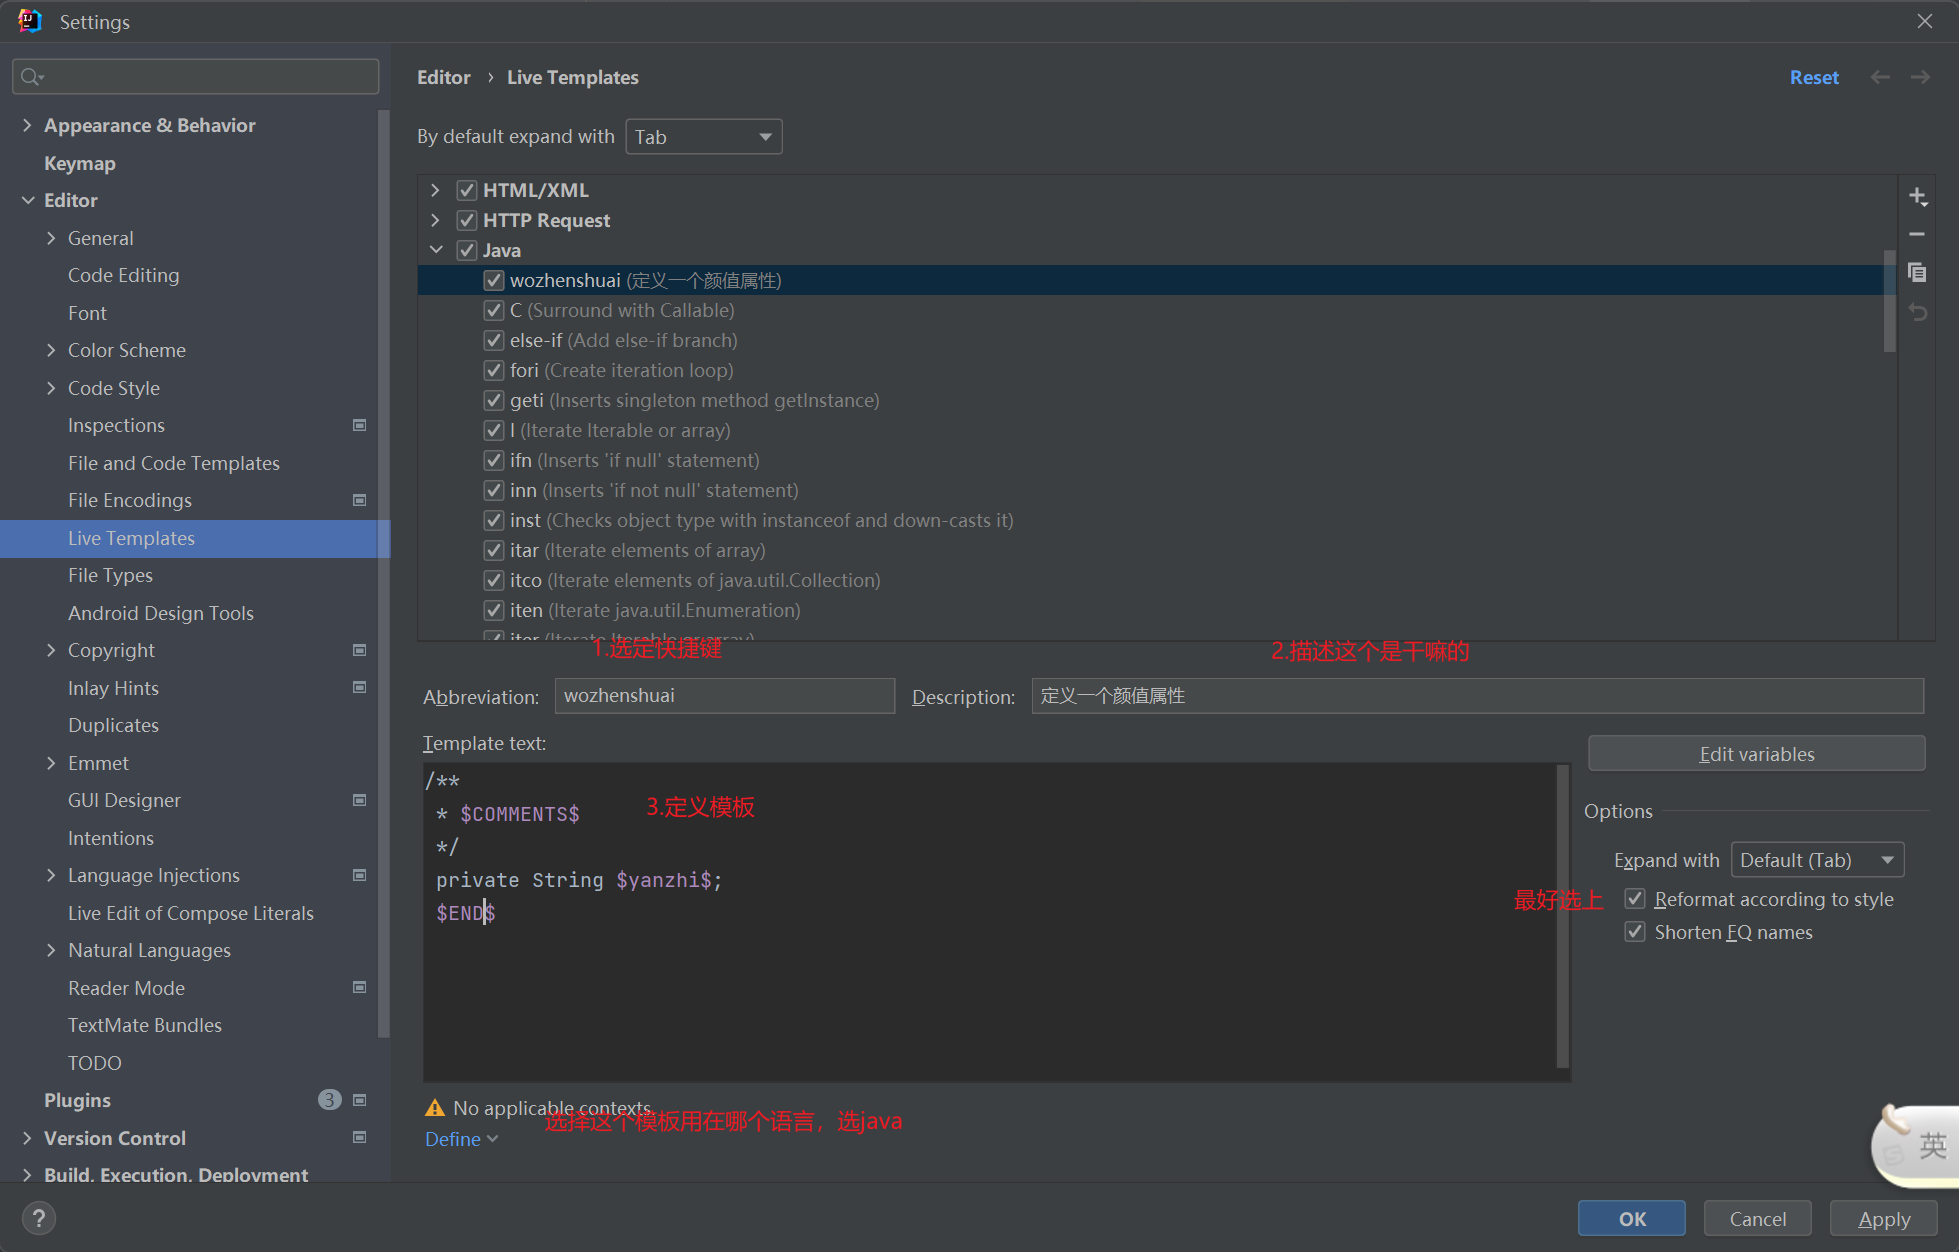 Settings
Editor › Live Templates
Reset
By default expand with
Tab
Appearance & Behavior
Keymap
Editor
General
Code Editing
Font
Color Scheme
Code Style
Inspections
File and Code Templates
File Encodings
Live Templates
File Types
Android Design Tools
Copyright
Inlay Hints
Duplicates
Emmet
GUI Designer
Intentions
Language Injections
Live Edit of Compose Literals
Natural Languages
Reader Mode
TextMate Bundles
TODO
Plugins 3
Version Control
Build, Execution, Deployment
HTML/XML
HTTP Request
Java
wozhenshuai (定义一个颜值属性)
C (Surround with Callable)
else-if (Add else-if branch)
fori (Create iteration loop)
geti (Inserts singleton method getInstance)
I (Iterate Iterable or array)
ifn (Inserts 'if null' statement)
inn (Inserts 'if not null' statement)
inst (Checks object type with instanceof and down-casts it)
itar (Iterate elements of array)
itco (Iterate elements of java.util.Collection)
iten (Iterate java.util.Enumeration)
iter (Iterate Iterable or array)
1.选定快捷键
2.描述这个是干嘛的
Abbreviation:
wozhenshuai
Description:
定义一个颜值属性
Template text:
/**
* $COMMENTS$
*/
private String $yanzhi$;
$END$
3.定义模板
Edit variables
Options
Expand with
Default (Tab)
最好选上
Reformat according to style
Shorten FQ names
No applicable contexts.
选择这个模板用在哪个语言，选java
Define
英
?
OK
Cancel
Apply